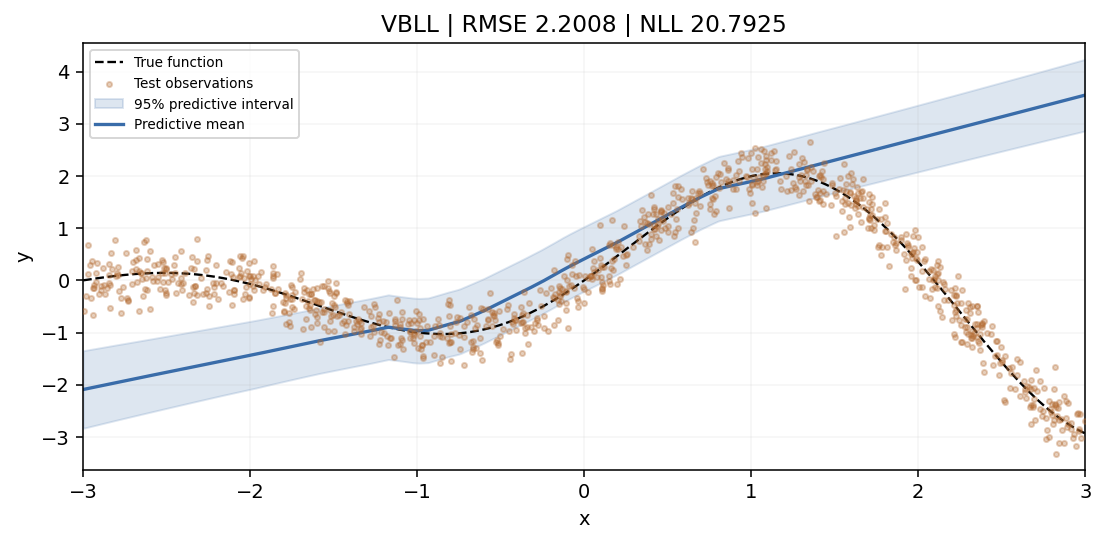 VBLL | RMSE 2.2008 | NLL 20.7925
True function
Test observations
95% predictive interval
Predictive mean
4
3
2
1
0
−1
−2
−3
y
−3
−2
−1
0
1
2
3
x